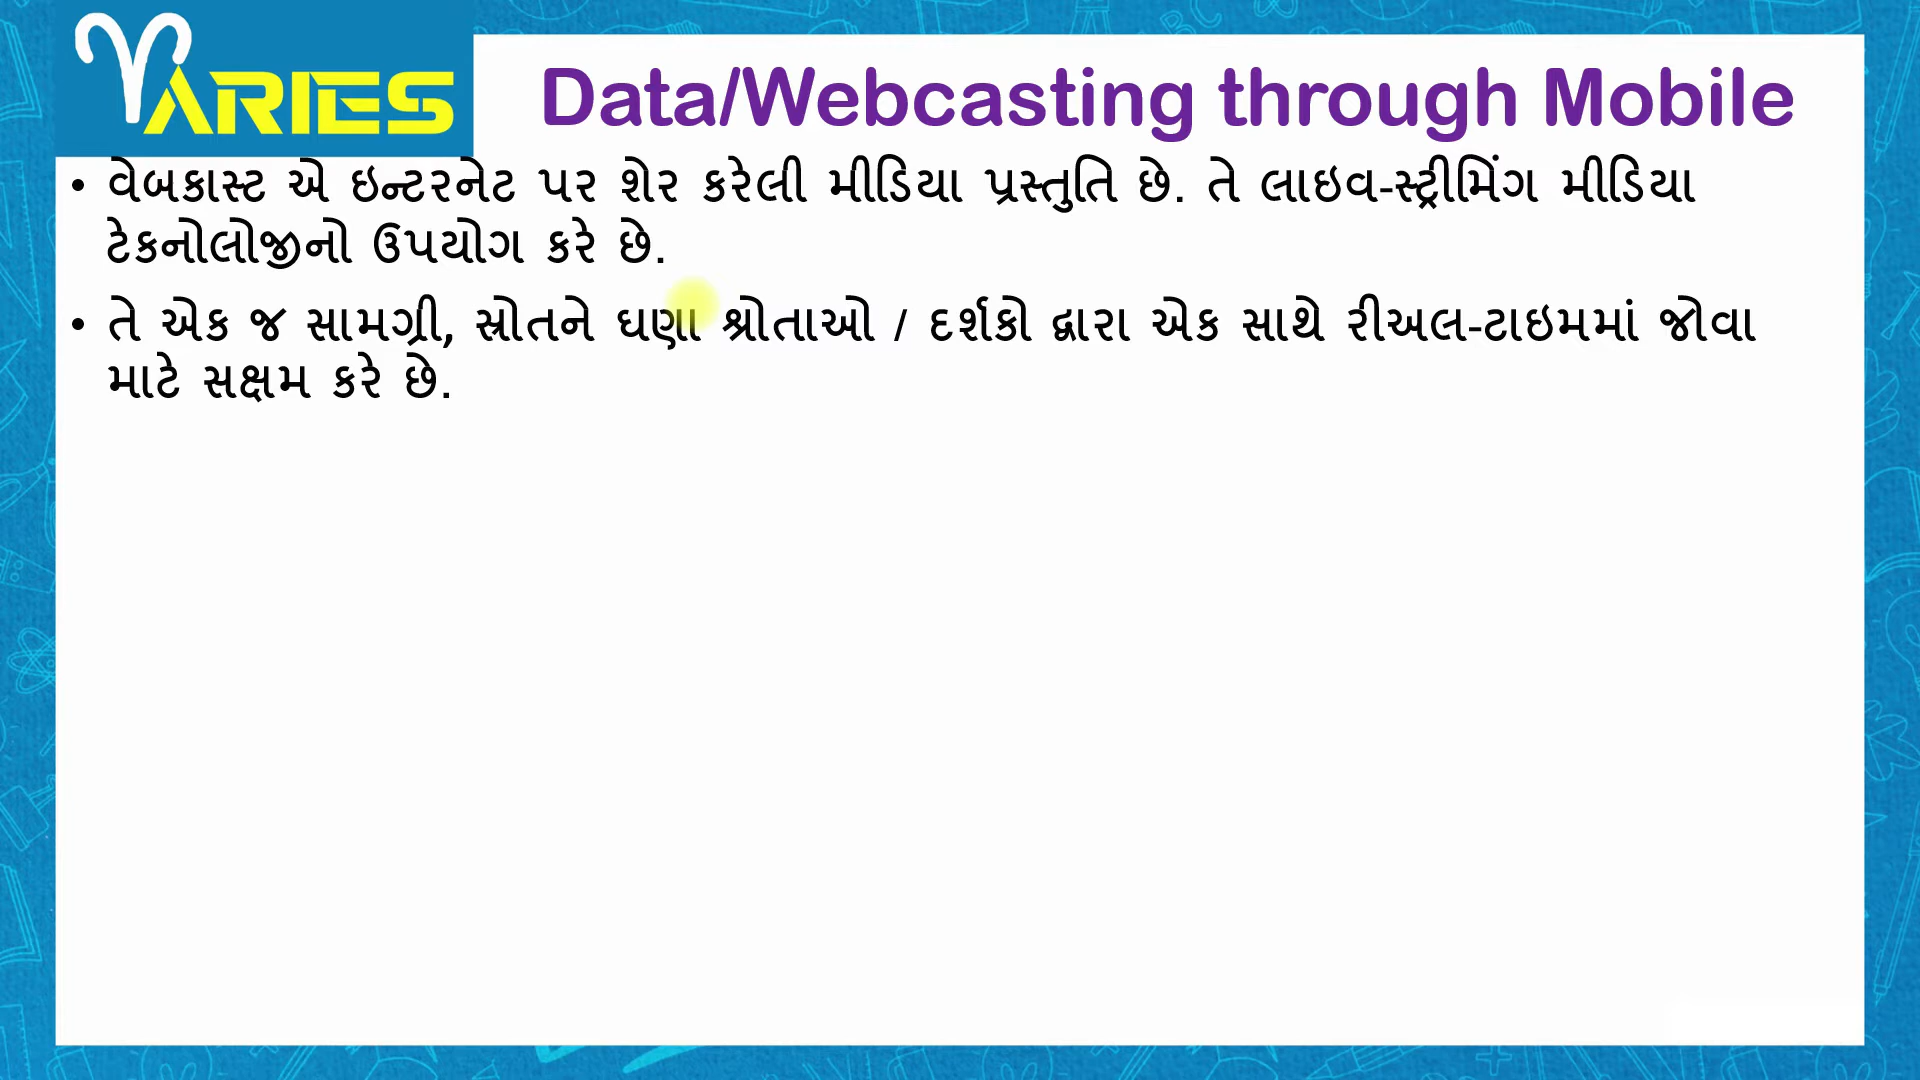 ARIES
Data/Webcasting through Mobile
• વેબકાસ્ટ એ ઇન્ટરનેટ પર શેર કરેલી મીડિયા પ્રસ્તુતિ છે. તે લાઇવ-સ્ટ્રીમિંગ મીડિયા
ટેકનોલોજીનો ઉપયોગ કરે છે.
• તે એક જ સામગ્રી, સ્રોતને ઘણા શ્રોતાઓ / દર્શકો દ્વારા એક સાથે રીઅલ-ટાઇમમાં જોવા
માટે સક્ષમ કરે છે.